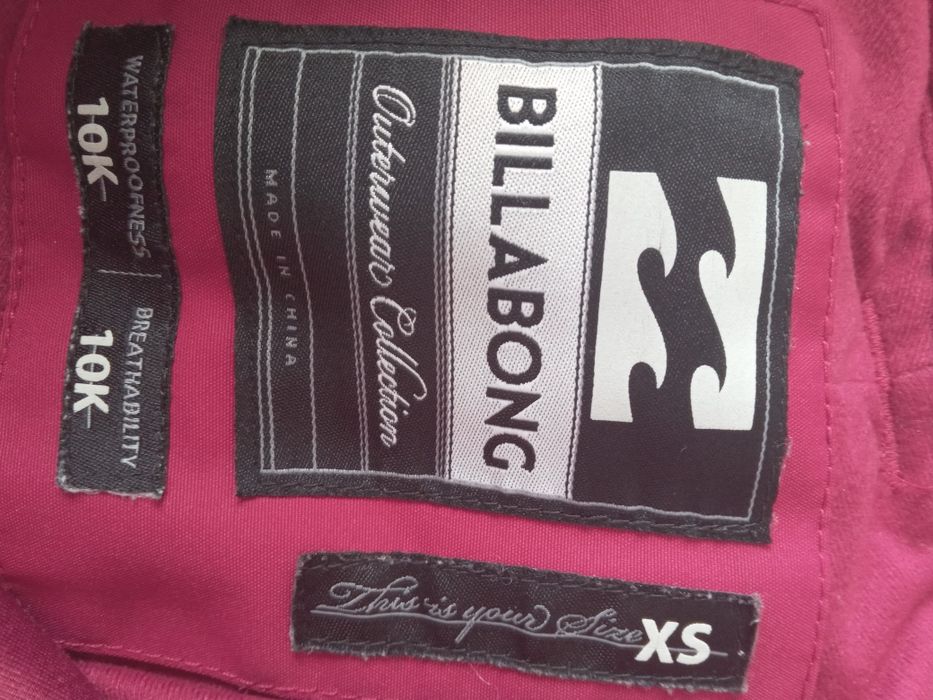 BILLABONG
Outerwear Collection
MADE IN CHINA
WATERPROOFNESS | BREATHABILITY
10K 10K
This is your Size XS